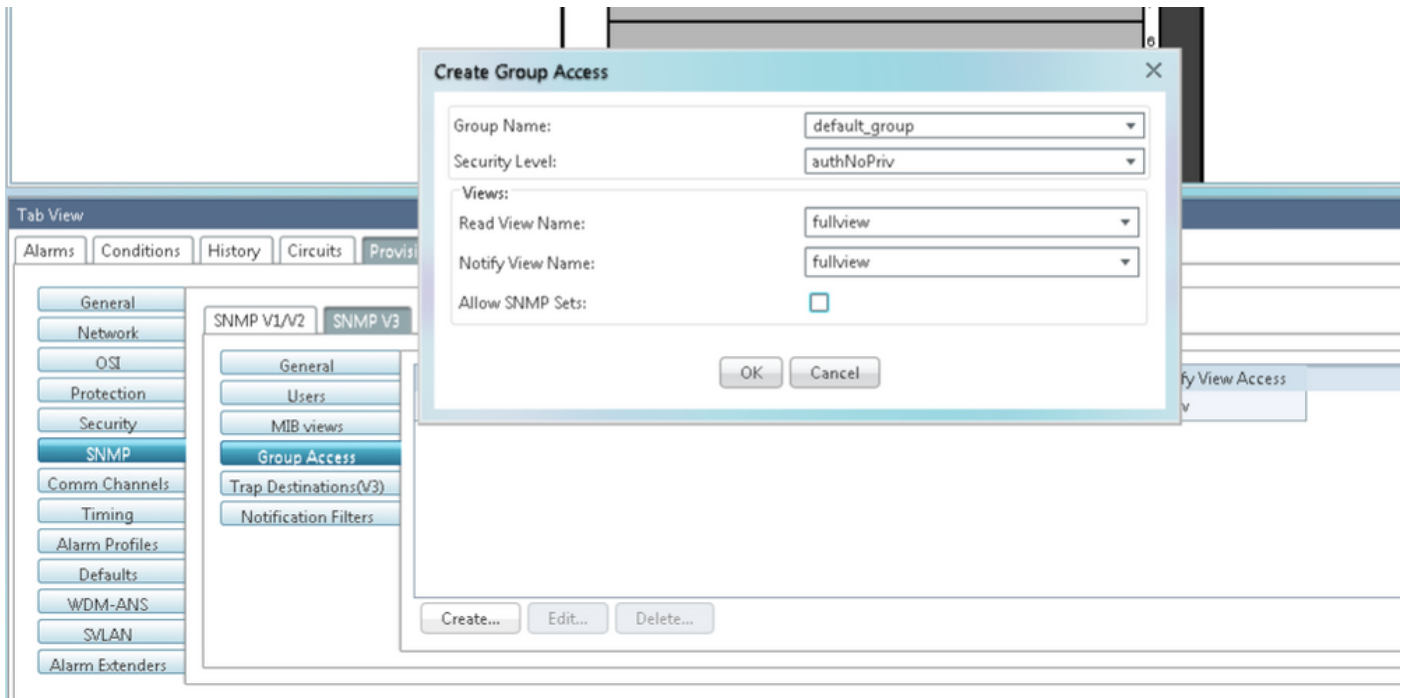 6
Create Group Access
Group Name: default_group
Security Level: authNoPriv
Views:
Read View Name: fullview
Notify View Name: fullview
Allow SNMP Sets:
OK Cancel
Tab View
Alarms Conditions History Circuits Provisi
General
Network
OSI
Protection
Security
SNMP
Comm Channels
Timing
Alarm Profiles
Defaults
WDM-ANS
SVLAN
Alarm Extenders
SNMP V1/V2 SNMP V3
General
Users
MIB views
Group Access
Trap Destinations(V3)
Notification Filters
fy View Access
v
Create... Edit... Delete...